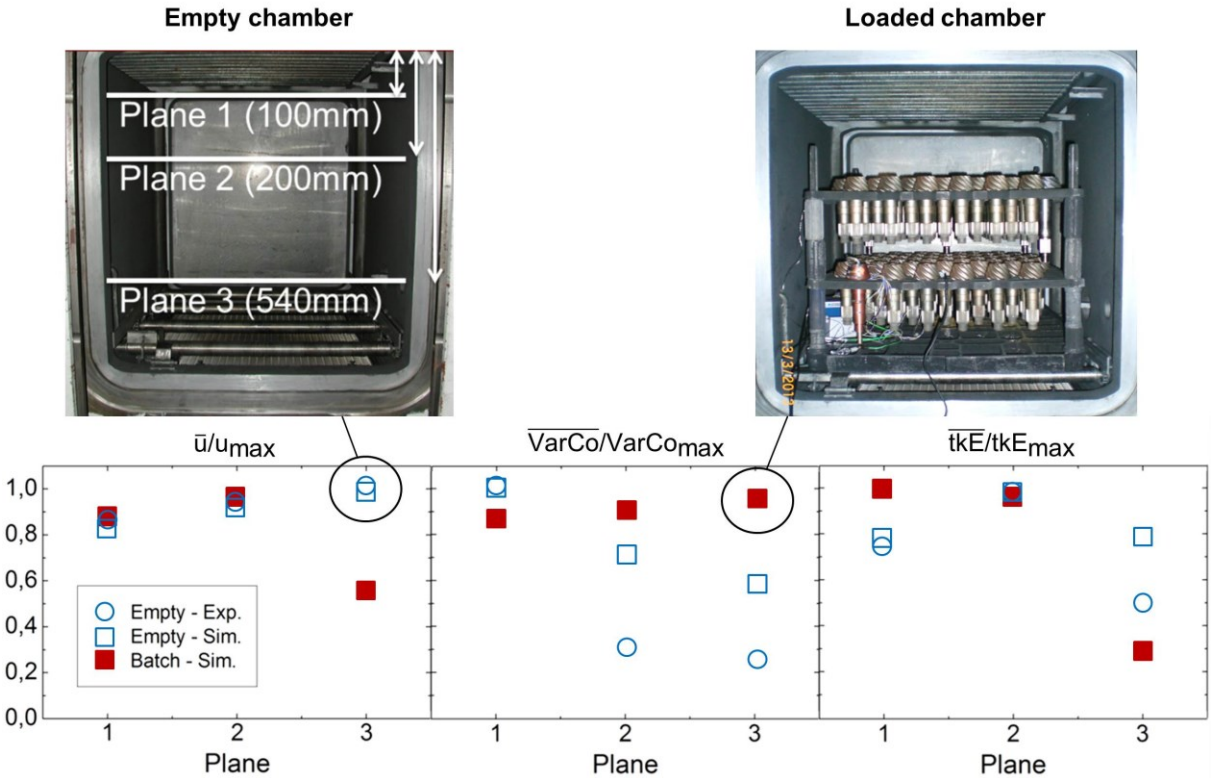 Empty chamber
Loaded chamber
Plane 1 (100mm)
Plane 2 (200mm)
Plane 3 (540mm)
ū/umax
V̅a̅r̅C̅o̅/VarComax
t̅k̅E̅/tkEmax
1,0
0,8
0,6
0,4
0,2
0,0
Empty - Exp.
Empty - Sim.
Batch - Sim.
1 2 3
1 2 3
1 2 3
Plane
Plane
Plane